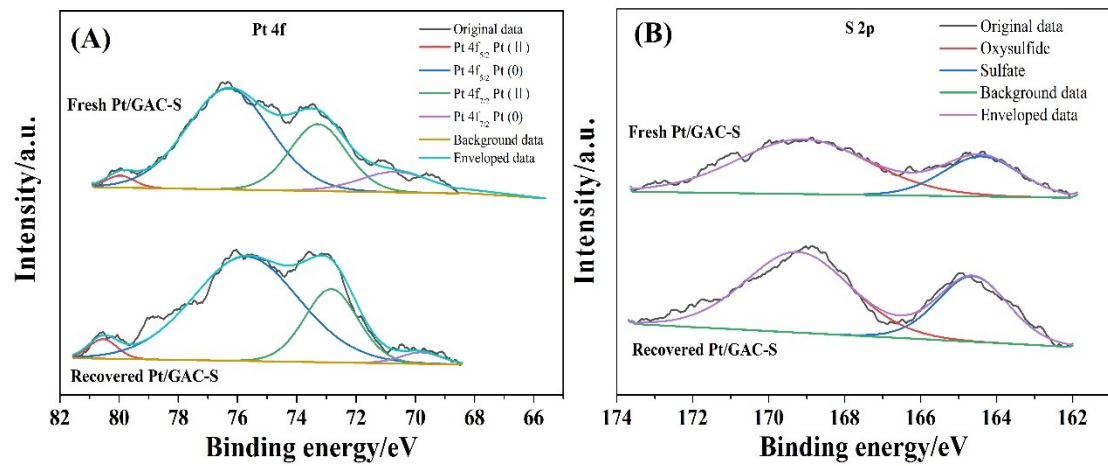 (A)
Pt 4f
Original data
Pt 4f5/2 Pt (Ⅱ)
Pt 4f5/2 Pt (0)
Pt 4f7/2 Pt (Ⅱ)
Pt 4f7/2 Pt (0)
Background data
Enveloped data
Fresh Pt/GAC-S
Recovered Pt/GAC-S
Intensity/a.u.
82 80 78 76 74 72 70 68 66
Binding energy/eV
(B)
S 2p
Original data
Oxysulfide
Sulfate
Background data
Enveloped data
Fresh Pt/GAC-S
Recovered Pt/GAC-S
Intensity/a.u.
174 172 170 168 166 164 162
Binding energy/eV